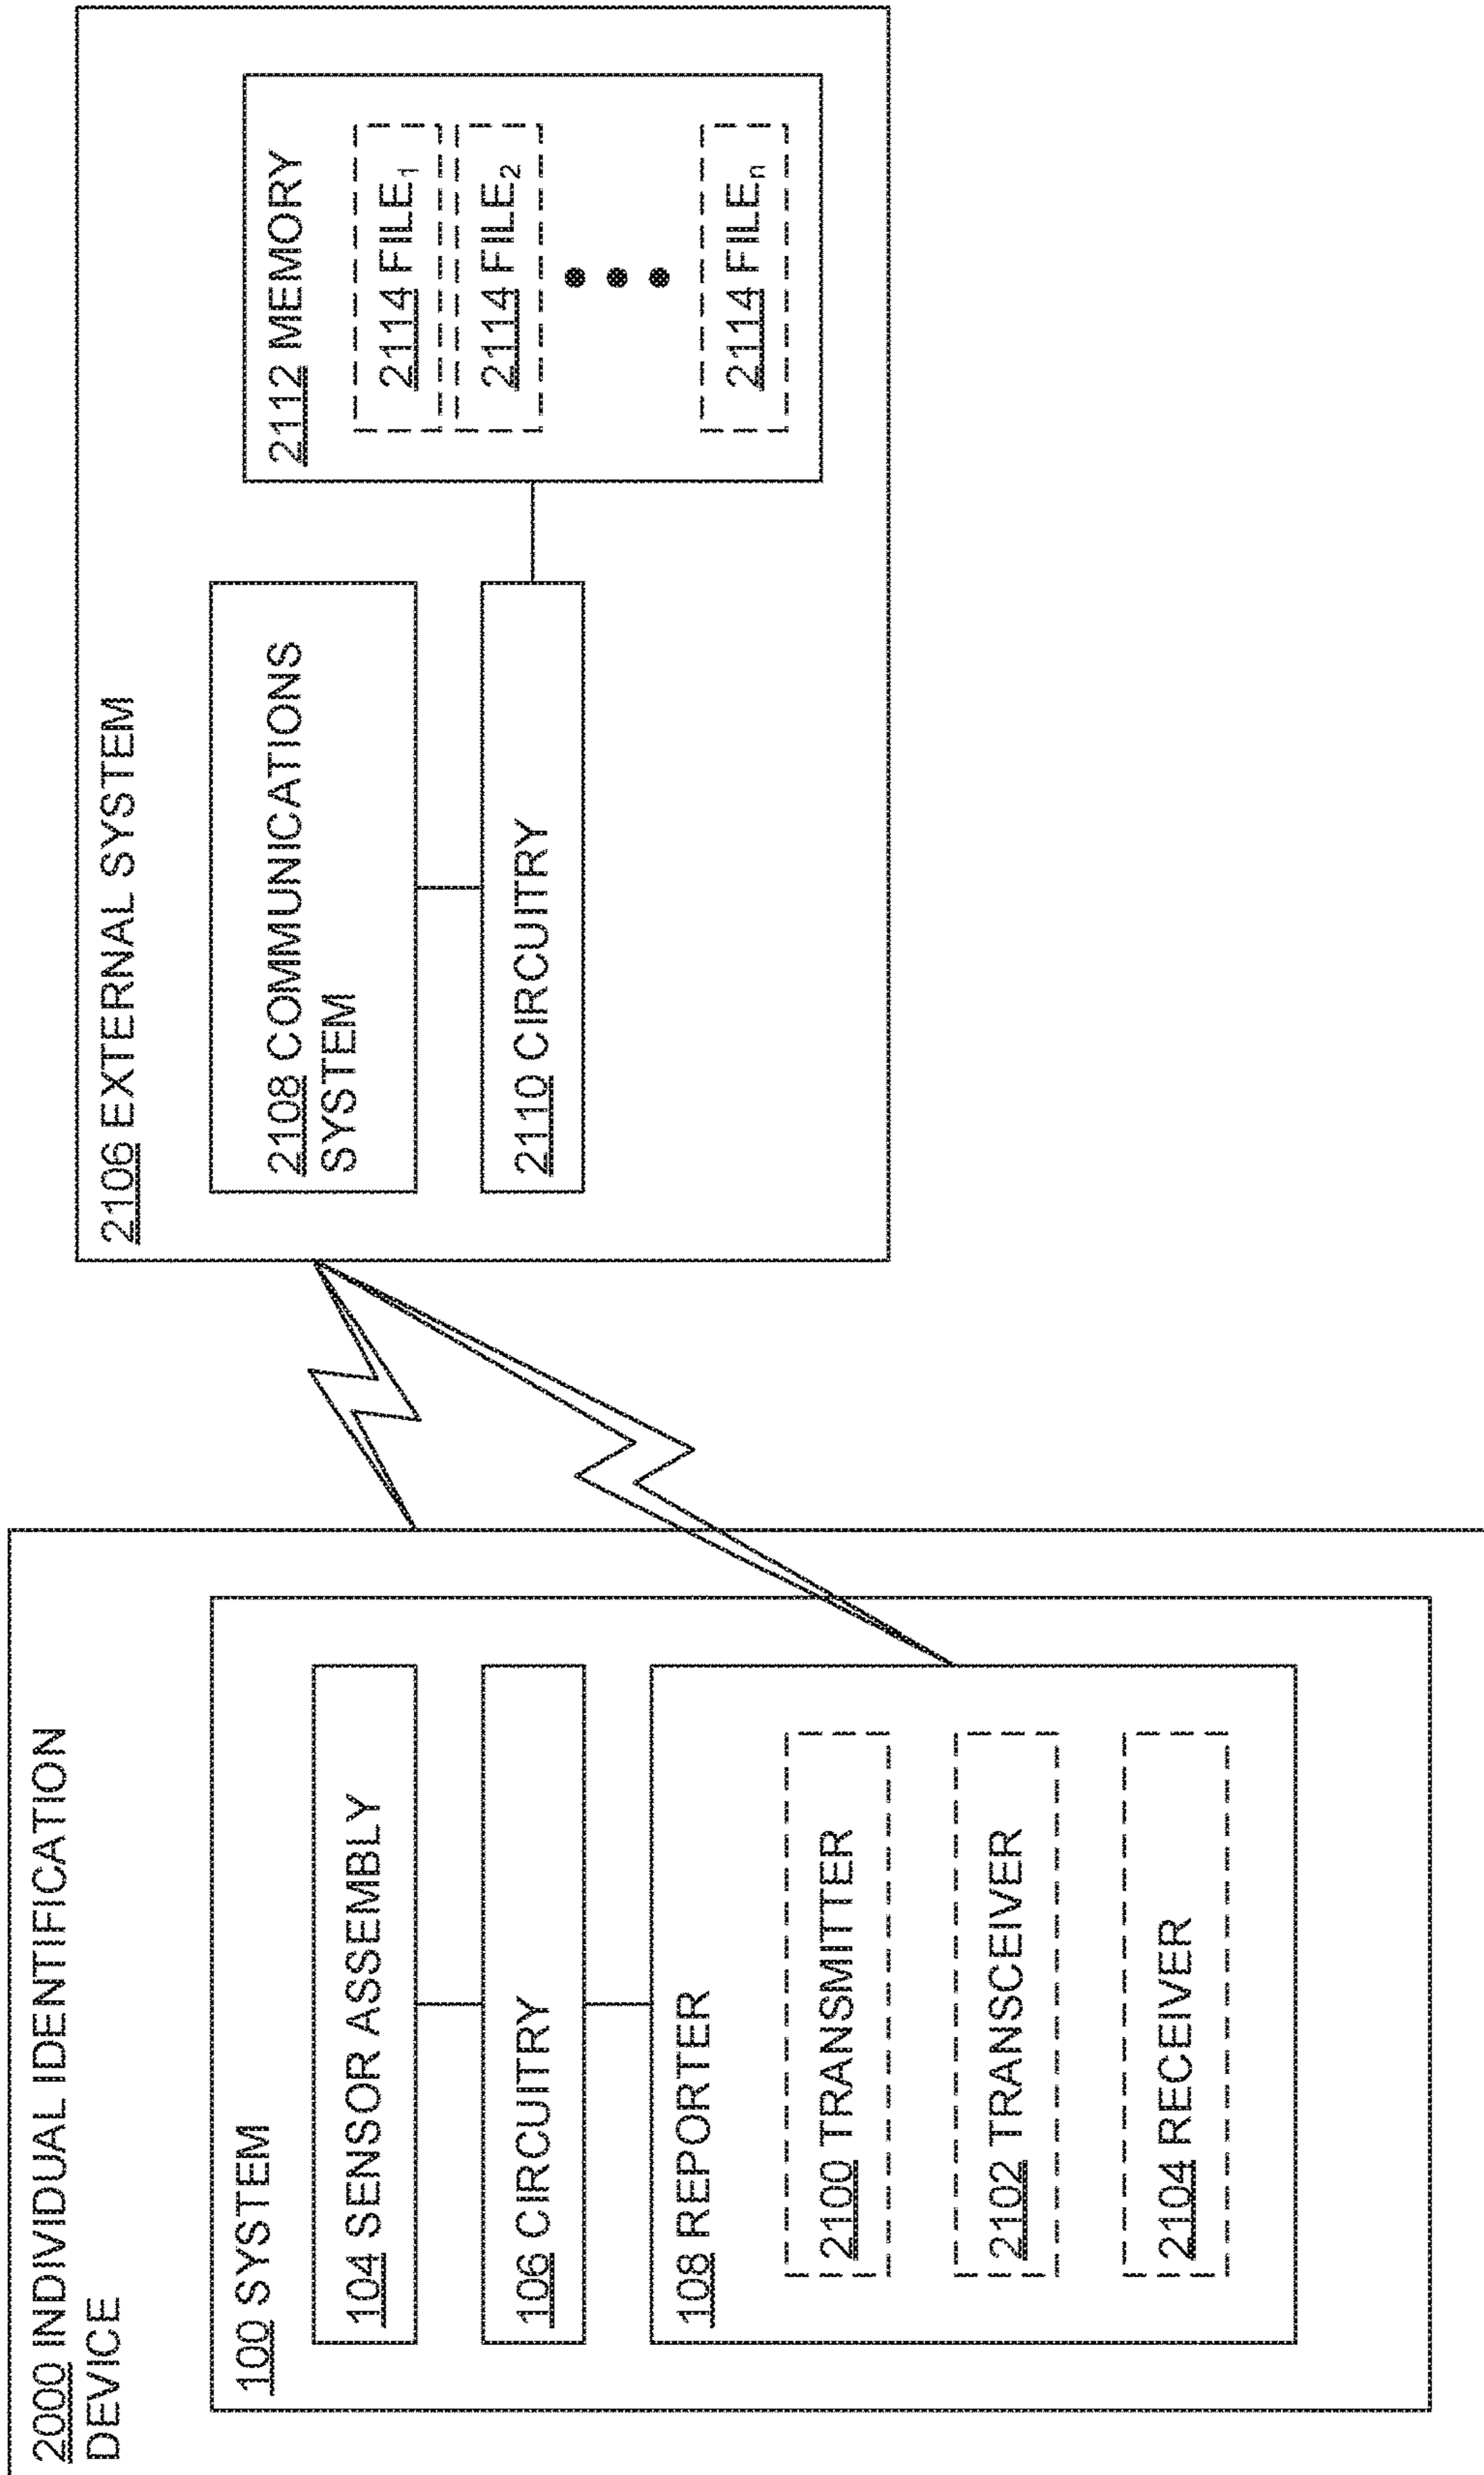 2000 INDIVIDUAL IDENTIFICATION
DEVICE
100 SYSTEM
104 SENSOR ASSEMBLY
106 CIRCUITRY
108 REPORTER
2100 TRANSMITTER
2102 TRANSCEIVER
2104 RECEIVER
2106 EXTERNAL SYSTEM
2108 COMMUNICATIONS
SYSTEM
2110 CIRCUITRY
2112 MEMORY
2114 FILE1
2114 FILE2
2114 FILEn